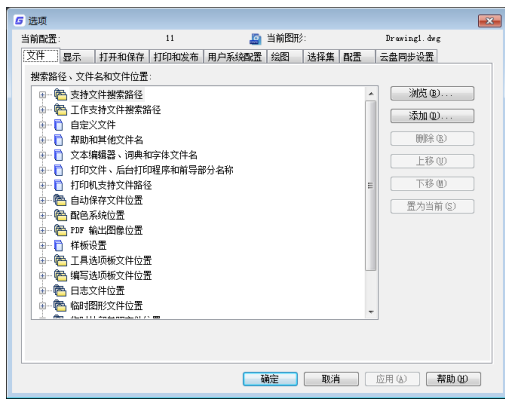 选项
当前配置: 11 当前图形: Drawing1.dwg
文件 显示 打开和保存 打印和发布 用户系统配置 绘图 选择集 配置 云盘同步设置
搜索路径、文件名和文件位置:
支持文件搜索路径
工作支持文件搜索路径
自定义文件
帮助和其他文件名
文本编辑器、词典和字体文件名
打印文件、后台打印程序和前导部分名称
打印机支持文件路径
自动保存文件位置
配色系统位置
PDF 输出图像位置
样板设置
工具选项板文件位置
编写选项板文件位置
日志文件位置
临时图形文件位置
浏览(B)...
添加(D)...
删除(R)
上移(U)
下移(M)
置为当前(S)
确定 取消 应用(A) 帮助(H)